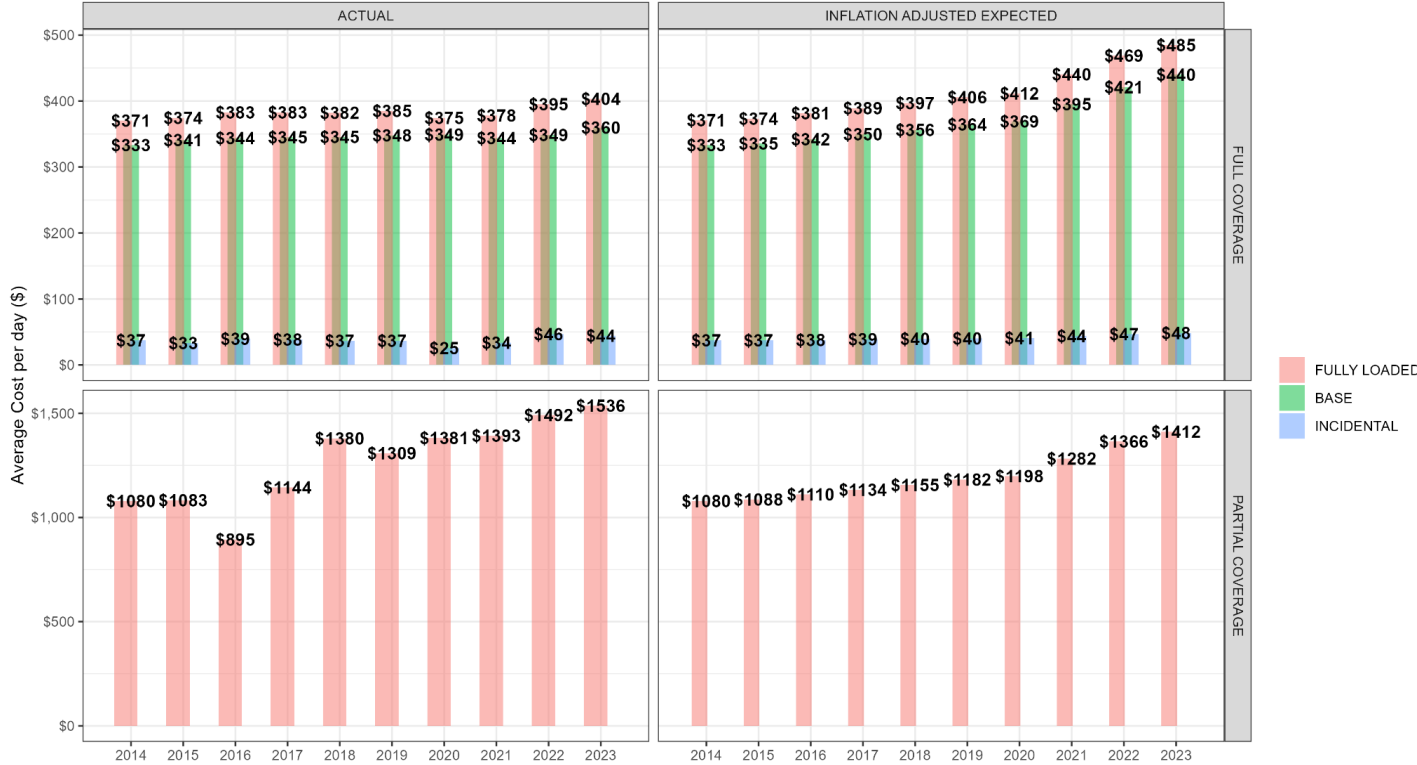 ACTUAL
INFLATION ADJUSTED EXPECTED
Average Cost per day ($)
$500
$400
$300
$200
$100
$0
$371 $374 $383 $383 $382 $385 $375 $378 $395 $404
$333 $341 $344 $345 $345 $348 $349 $344 $349 $360
$37 $33 $39 $38 $37 $37 $25 $34 $46 $44
$371 $374 $381 $389 $397 $406 $412 $440 $469 $485
$333 $335 $342 $350 $356 $364 $369 $395 $421 $440
$37 $37 $38 $39 $40 $40 $41 $44 $47 $48
FULL COVERAGE
$1,500
$1,000
$500
$0
$1080 $1083 $895 $1144 $1380 $1309 $1381 $1393 $1492 $1536
$1080 $1088 $1110 $1134 $1155 $1182 $1198 $1282 $1366 $1412
PARTIAL COVERAGE
2014 2015 2016 2017 2018 2019 2020 2021 2022 2023
2014 2015 2016 2017 2018 2019 2020 2021 2022 2023
FULLY LOADED
BASE
INCIDENTAL